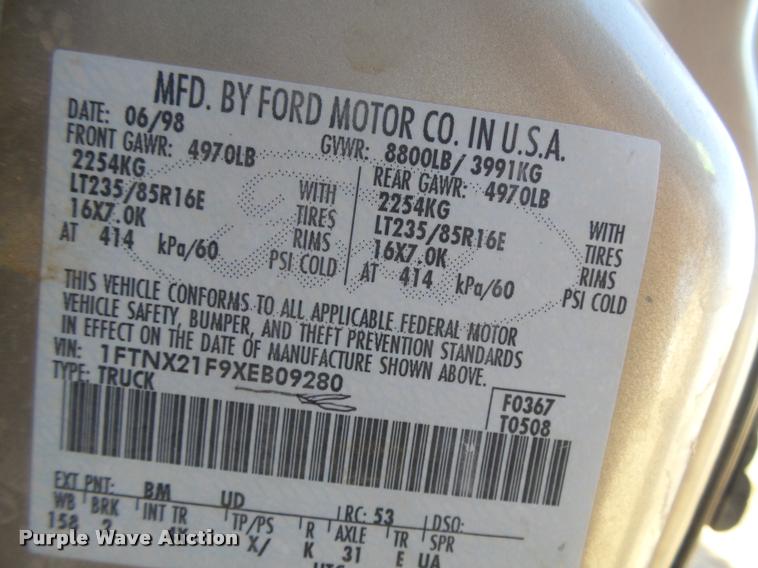 MFD. BY FORD MOTOR CO. IN U.S.A.
DATE: 06/98 GVWR: 8800LB/ 3991KG
FRONT GAWR: 4970LB REAR GAWR: 4970LB
2254KG WITH 2254KG WITH
LT235/85R16E TIRES LT235/85R16E TIRES
16X7.0K RIMS 16X7.0K RIMS
AT 414 kPa/60 PSI COLD AT 414 kPa/60 PSI COLD
THIS VEHICLE CONFORMS TO ALL APPLICABLE FEDERAL MOTOR
VEHICLE SAFETY, BUMPER, AND THEFT PREVENTION STANDARDS
IN EFFECT ON THE DATE OF MANUFACTURE SHOWN ABOVE.
VIN: 1FTNX21F9XEB09280
TYPE: TRUCK
F0367
T0508
EXT PNT: BM UD RC: 53 DSO:
WB BRK INT TR TP/PS R AXLE TR SPR
158 X/ K 31 E UA
Purple Wave Auction